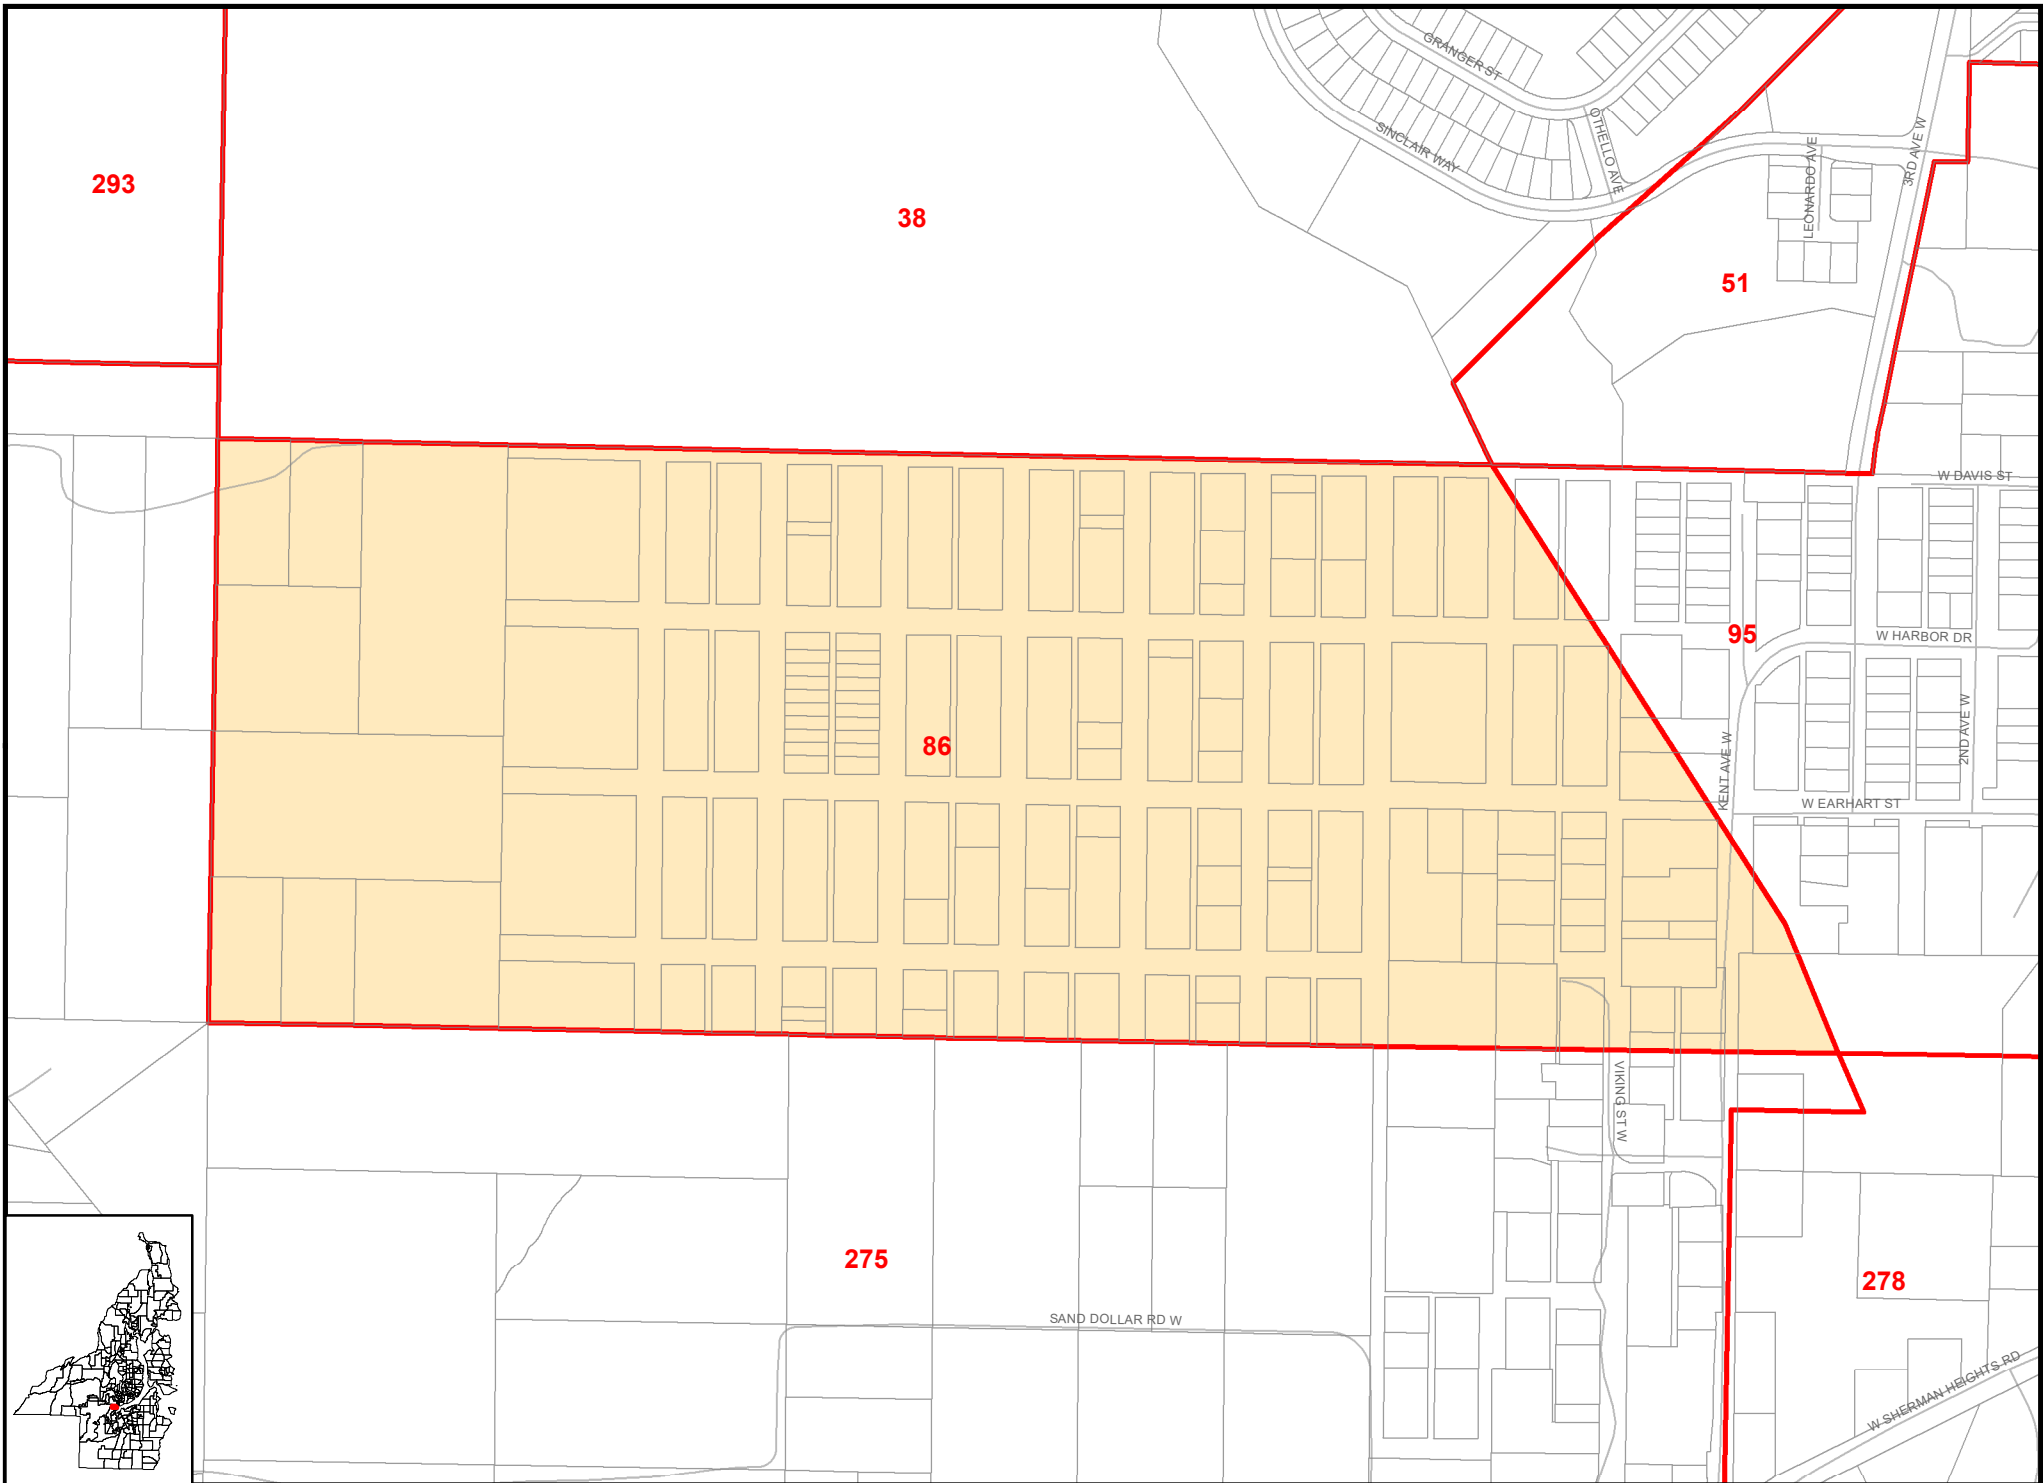 GRANGER ST
SINCLAIR WAY
OTHELLO AVE
LEONARDO AVE
3RD AVE W
293
38
51
W DAVIS ST
95
W HARBOR DR
2ND AVE W
86
KENT AVE W
W EARHART ST
VIKING ST W
275
278
SAND DOLLAR RD W
W SHERMAN HEIGHTS RD